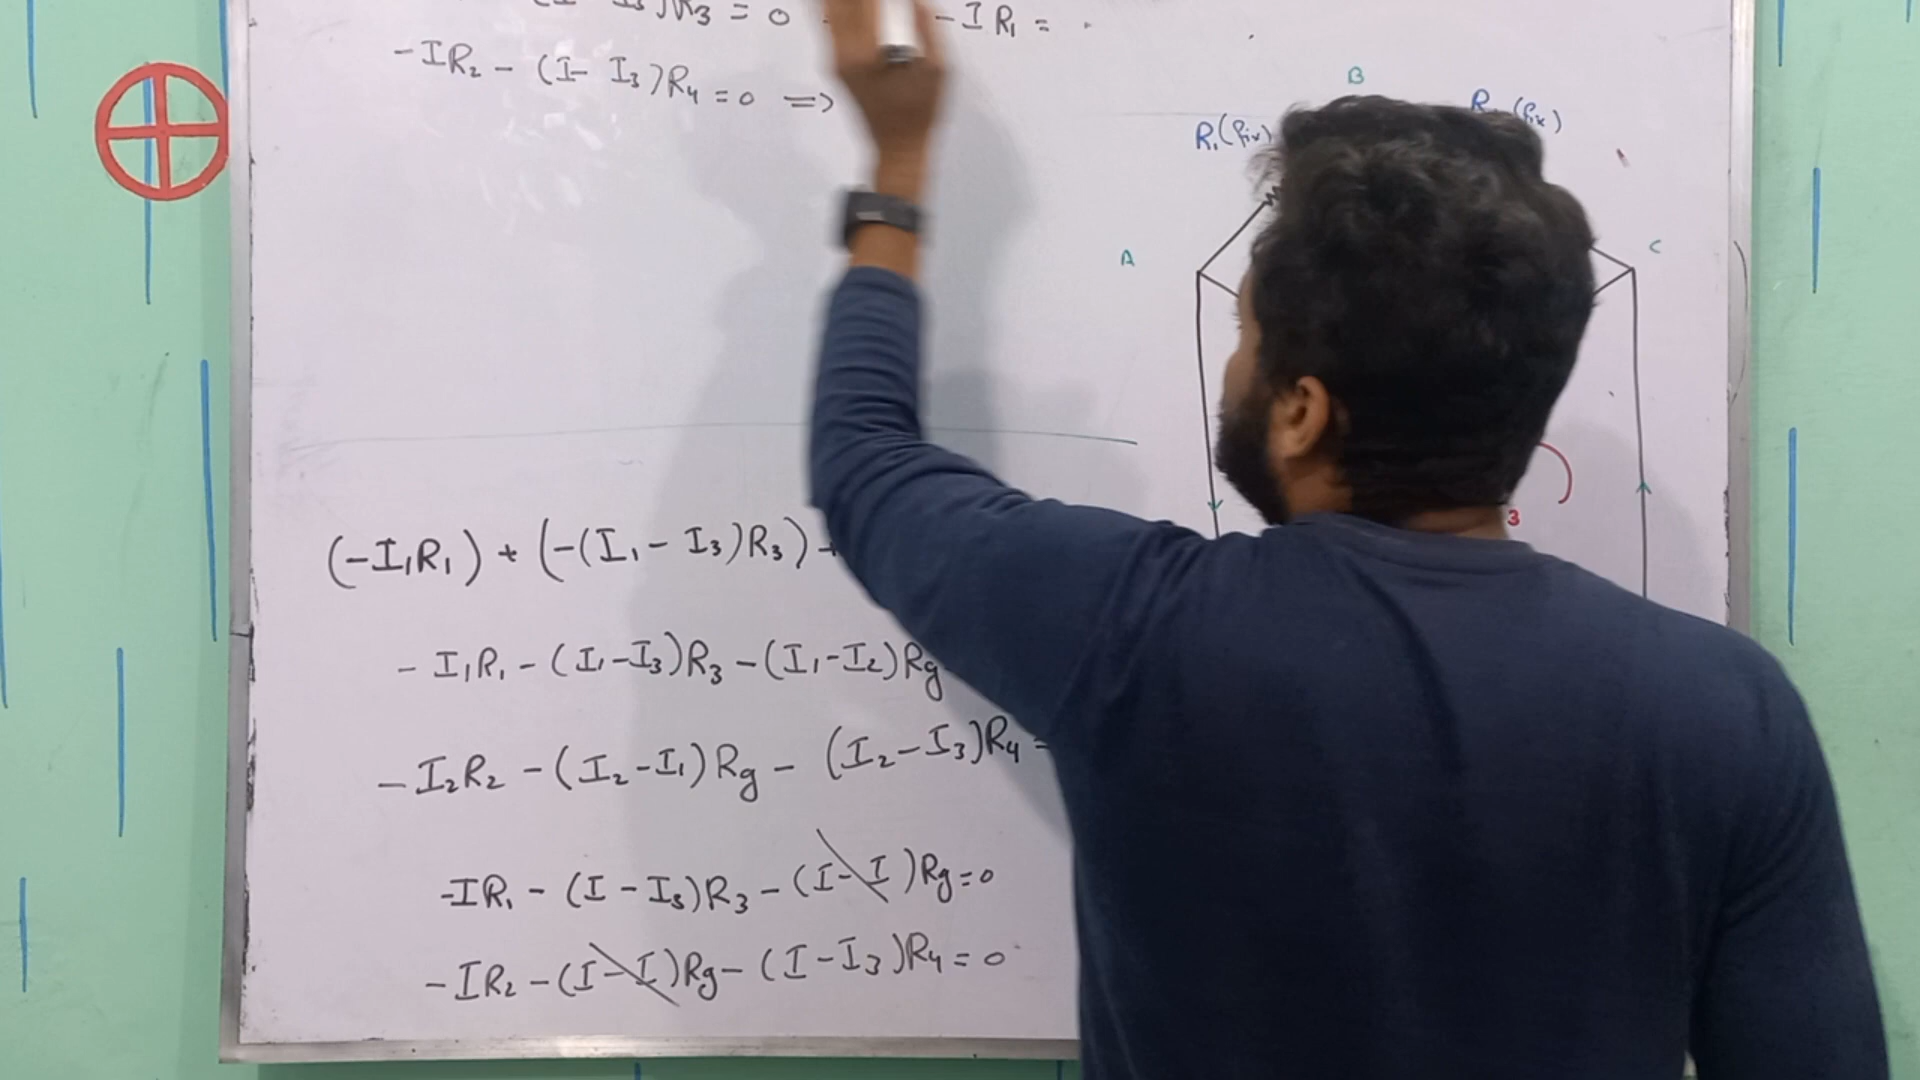 I₃)R₃ = 0
-IR₁ =
-IR₂ - (I- I₃)R₄ = 0 =>
B
R₁(fix)
(fix)
A
C
3
(-I₁R₁) + (-(I₁ - I₃)R₃) +
- I₁R₁ - (I₁-I₃)R₃ - (I₁-I₂)Rg
- I₂R₂ - (I₂-I₁)Rg - (I₂-I₃)R₄ =
-IR₁ - (I - I₃)R₃ - (I-I)Rg=0
- IR₂ - (I-I)Rg - (I-I₃)R₄ = 0